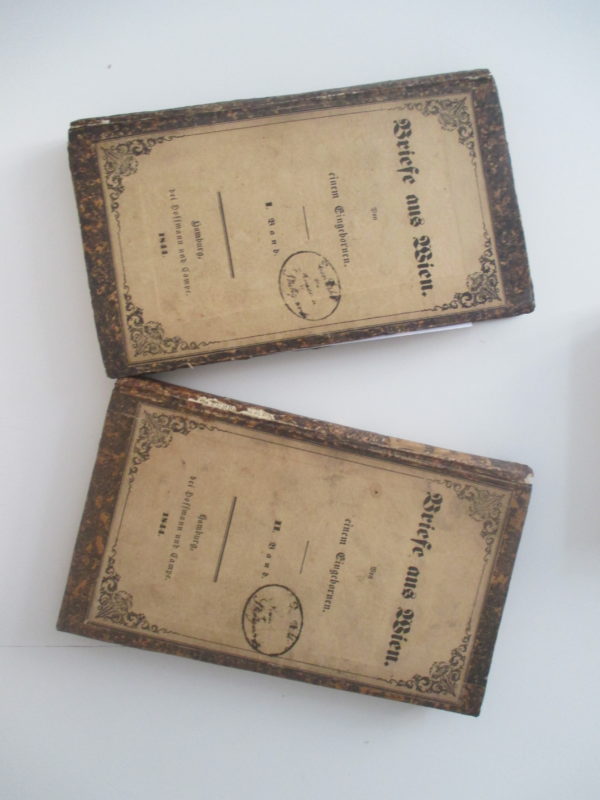 Briefe aus Wien.
Von
einem Eingebornen.
I. Band.
Hamburg,
bei Hoffmann und Campe.
1844.
Briefe aus Wien.
Von
einem Eingebornen.
II. Band.
Hamburg,
bei Hoffmann und Campe.
1844.